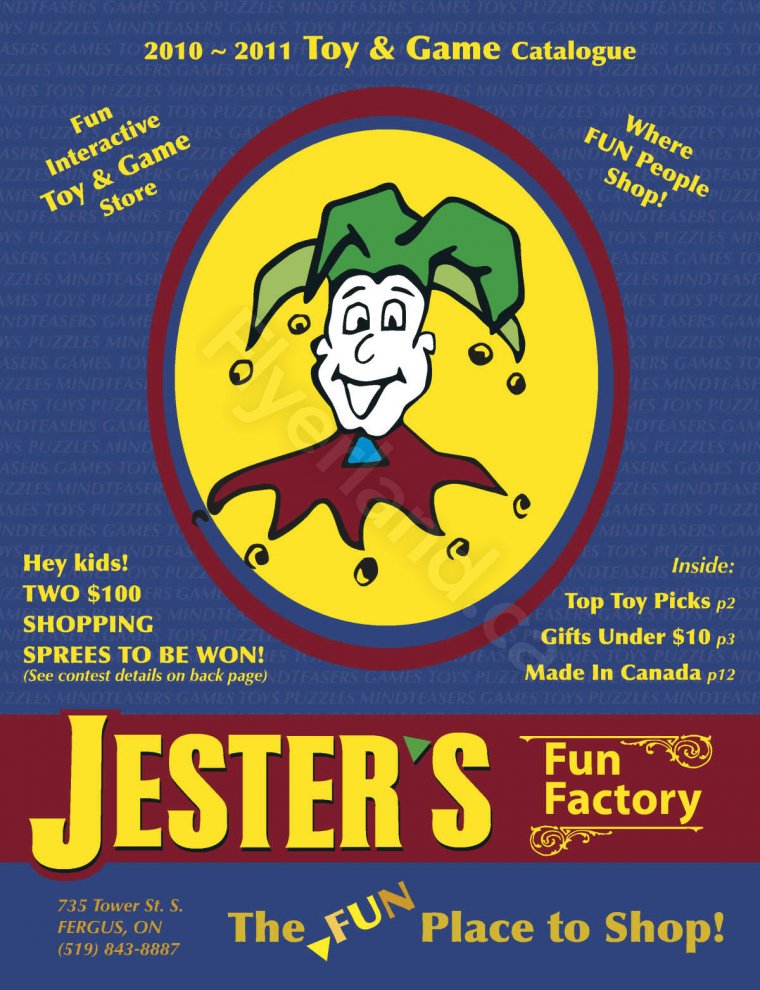 2010 ~ 2011 Toy & Game Catalogue
Fun
Interactive
Toy & Game
Store
Where
FUN People
Shop!
Flyerland.ca
Hey kids!
TWO $100
SHOPPING
SPREES TO BE WON!
(See contest details on back page)
Inside:
Top Toy Picks p2
Gifts Under $10 p3
Made In Canada p12
JESTER'S
Fun
Factory
735 Tower St. S.
FERGUS, ON
(519) 843-8887
The FUN Place to Shop!